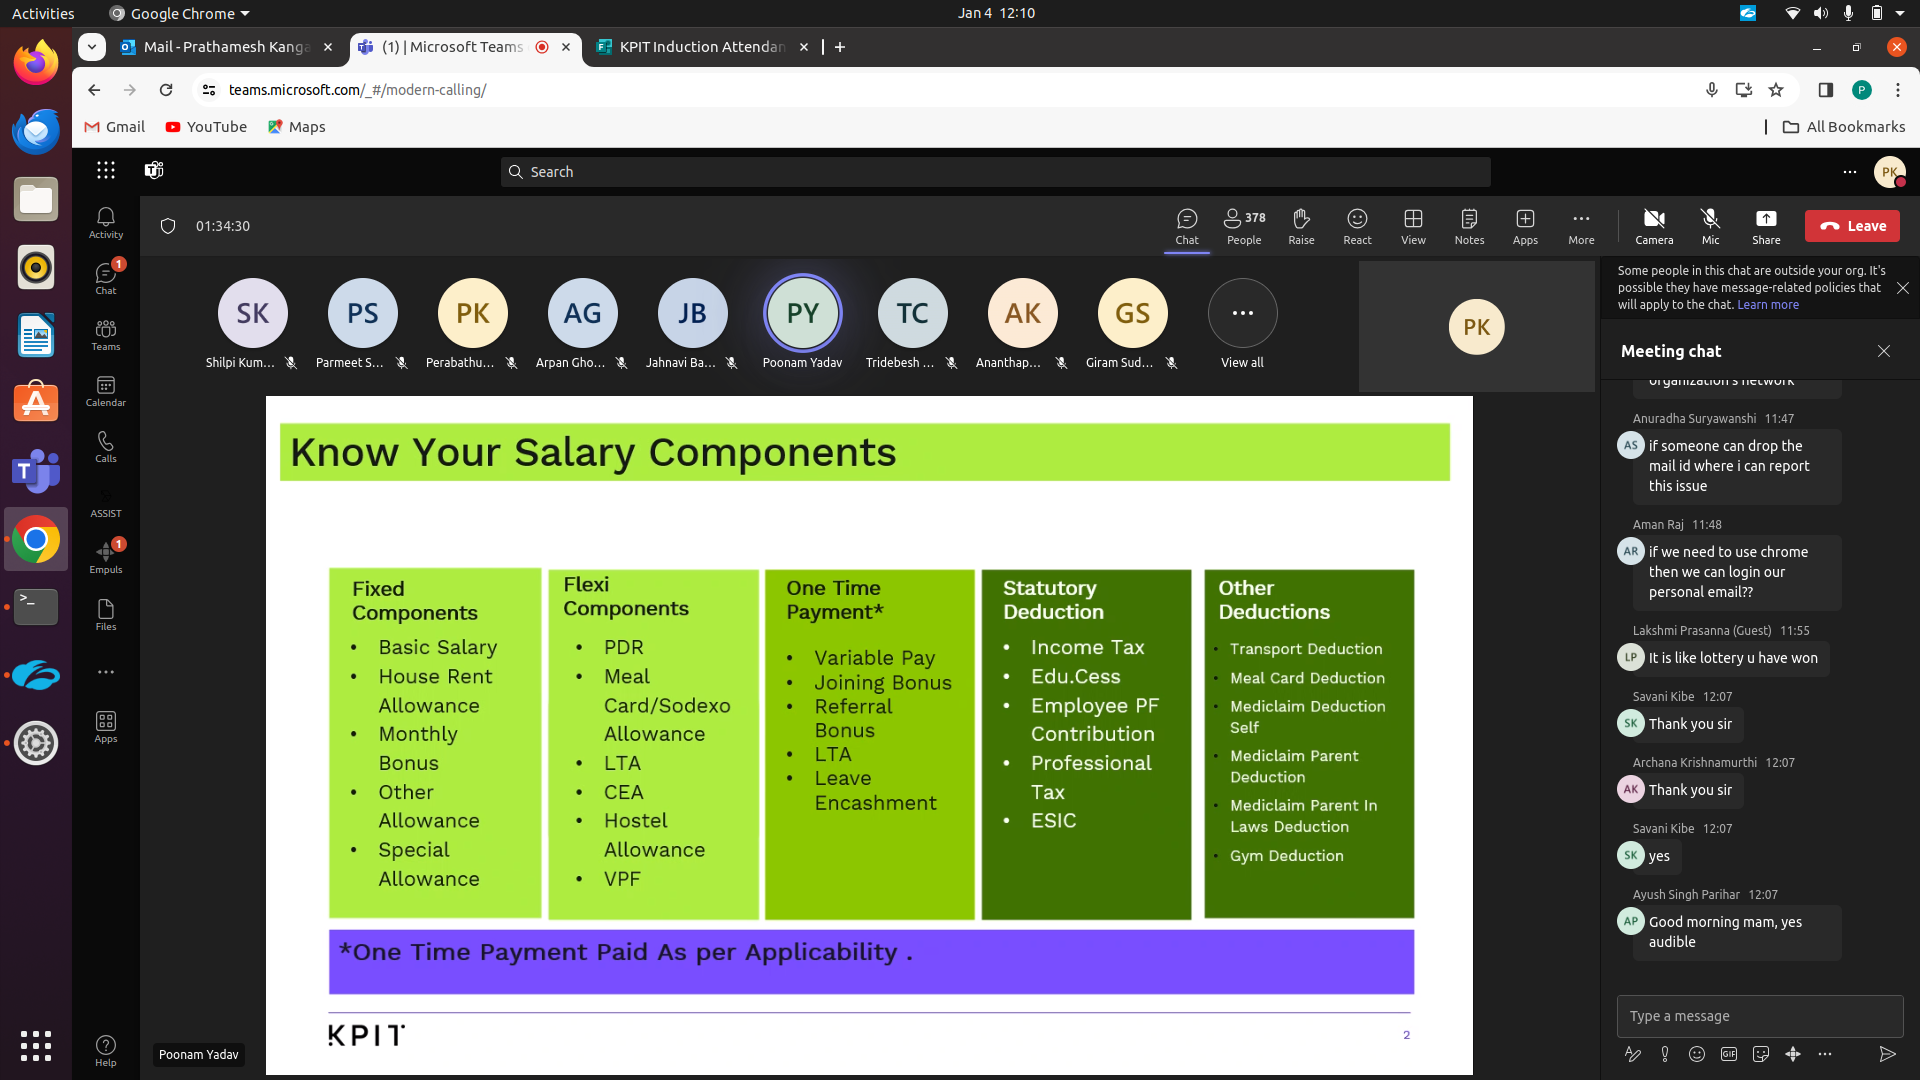 Activities
Google Chrome
Jan 4 12:10
Mail - Prathamesh Kanga
(1) | Microsoft Teams
KPIT Induction Attendan
teams.microsoft.com/_#/modern-calling/
P
Gmail
YouTube
Maps
All Bookmarks
Search
PK
01:34:30
Chat
378
People
Raise
React
View
Notes
Apps
More
Camera
Mic
Share
Leave
Activity
1
Chat
Teams
Calendar
Calls
ASSIST
1
Empuls
Files
Apps
Help
SK
PS
PK
AG
JB
PY
TC
AK
GS
Shilpi Kum...
Parmeet S...
Perabathu...
Arpan Gho...
Jahnavi Ba...
Poonam Yadav
Tridebesh ...
Ananthap...
Giram Sud...
View all
PK
Know Your Salary Components
Fixed
Components
• Basic Salary
• House Rent
Allowance
• Monthly
Bonus
• Other
Allowance
• Special
Allowance
Flexi
Components
• PDR
• Meal
Card/Sodexo
Allowance
• LTA
• CEA
• Hostel
Allowance
• VPF
One Time
Payment*
• Variable Pay
• Joining Bonus
• Referral
Bonus
• LTA
• Leave
Encashment
Statutory
Deduction
• Income Tax
• Edu.Cess
• Employee PF
Contribution
• Professional
Tax
• ESIC
Other
Deductions
• Transport Deduction
• Meal Card Deduction
• Mediclaim Deduction
Self
• Mediclaim Parent
Deduction
• Mediclaim Parent In
Laws Deduction
• Gym Deduction
*One Time Payment Paid As per Applicability .
KPIT
2
Poonam Yadav
Some people in this chat are outside your org. It's
possible they have message-related policies that
will apply to the chat. Learn more
Meeting chat
organization's network
Anuradha Suryawanshi 11:47
AS
if someone can drop the
mail id where i can report
this issue
Aman Raj 11:48
AR
if we need to use chrome
then we can login our
personal email??
Lakshmi Prasanna (Guest) 11:55
LP
It is like lottery u have won
Savani Kibe 12:07
SK
Thank you sir
Archana Krishnamurthi 12:07
AK
Thank you sir
Savani Kibe 12:07
SK
yes
Ayush Singh Parihar 12:07
AP
Good morning mam, yes
audible
Type a message
GIF